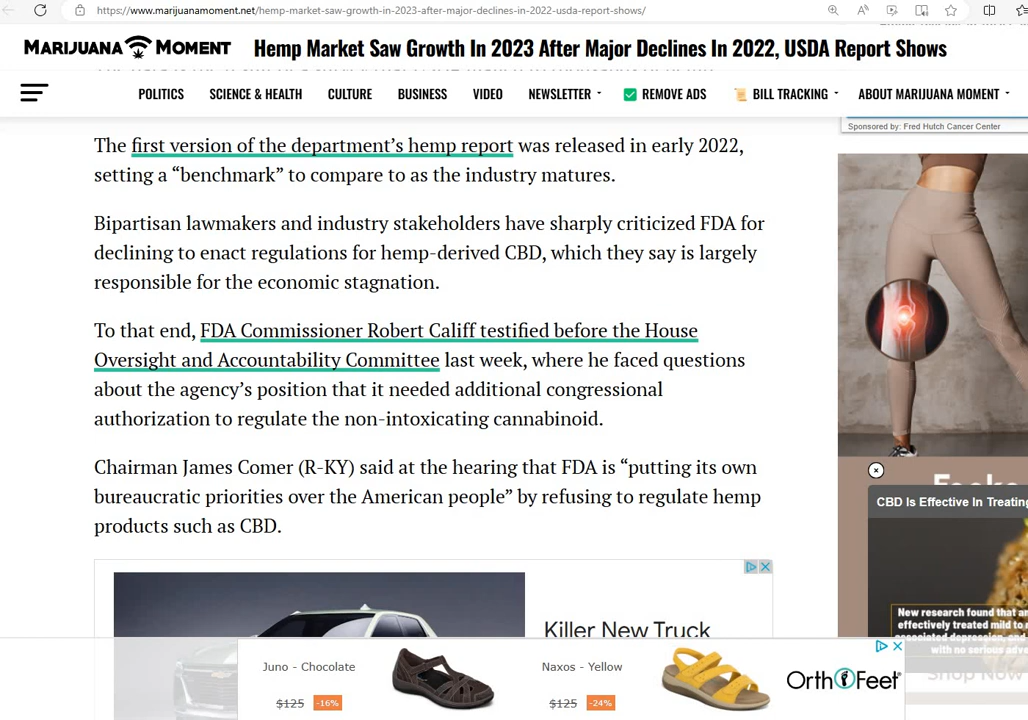 https://www.marijuanamoment.net/hemp-market-saw-growth-in-2023-after-major-declines-in-2022-usda-report-shows/
MARIJUANA MOMENT
Hemp Market Saw Growth In 2023 After Major Declines In 2022, USDA Report Shows
POLITICS SCIENCE & HEALTH CULTURE BUSINESS VIDEO NEWSLETTER REMOVE ADS BILL TRACKING ABOUT MARIJUANA MOMENT
Sponsored by: Fred Hutch Cancer Center
The first version of the department’s hemp report was released in early 2022,
setting a “benchmark” to compare to as the industry matures.
Bipartisan lawmakers and industry stakeholders have sharply criticized FDA for
declining to enact regulations for hemp-derived CBD, which they say is largely
responsible for the economic stagnation.
To that end, FDA Commissioner Robert Califf testified before the House
Oversight and Accountability Committee last week, where he faced questions
about the agency’s position that it needed additional congressional
authorization to regulate the non-intoxicating cannabinoid.
Chairman James Comer (R-KY) said at the hearing that FDA is “putting its own
bureaucratic priorities over the American people” by refusing to regulate hemp
products such as CBD.
CBD Is Effective In Treating
New research found that
effectively treated mild to
associated depression, and
with no serious adve
Shop Now
Killer New Truck
Juno - Chocolate
$125 -16%
Naxos - Yellow
$125 -24%
OrthoFeet